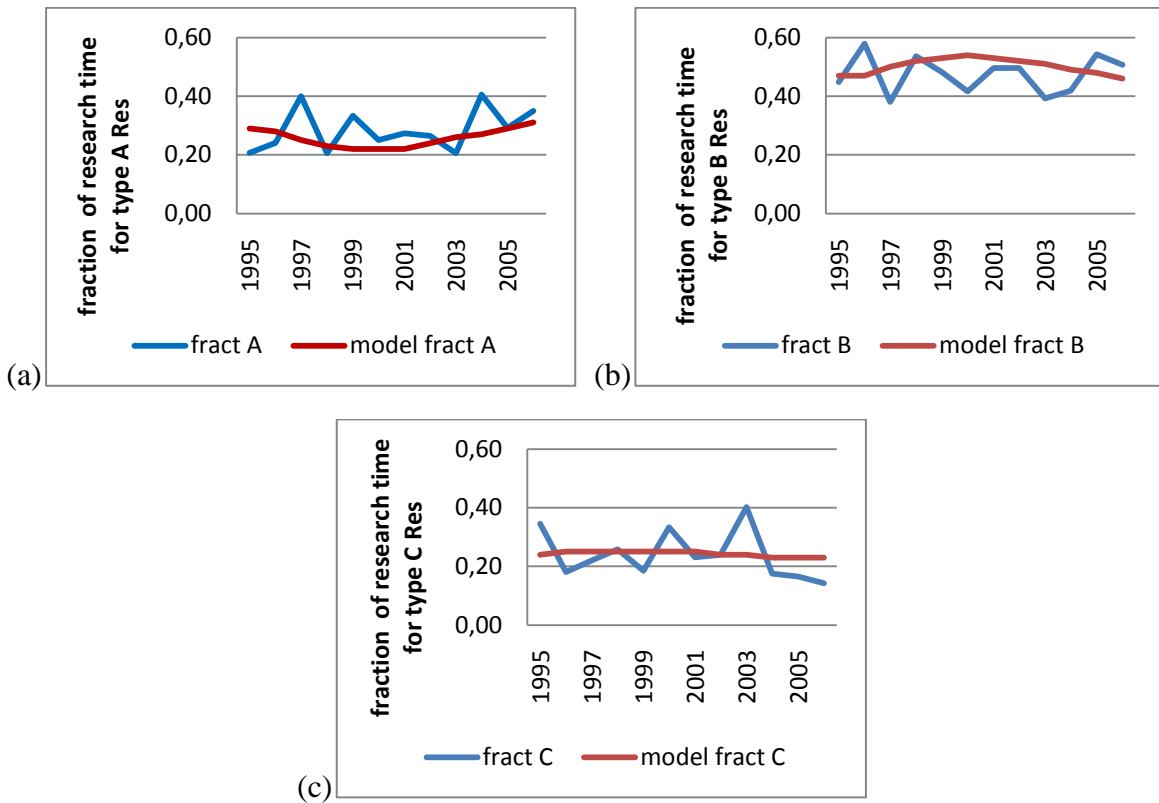 fraction of research time
for type A Res
0,60
0,40
0,20
0,00
1995
1997
1999
2001
2003
2005
fract A
model fract A
(a)
fraction of research time
for type B Res
0,60
0,40
0,20
0,00
1995
1997
1999
2001
2003
2005
fract B
model fract B
(b)
fraction of research time
for type C Res
0,60
0,40
0,20
0,00
1995
1997
1999
2001
2003
2005
fract C
model fract C
(c)